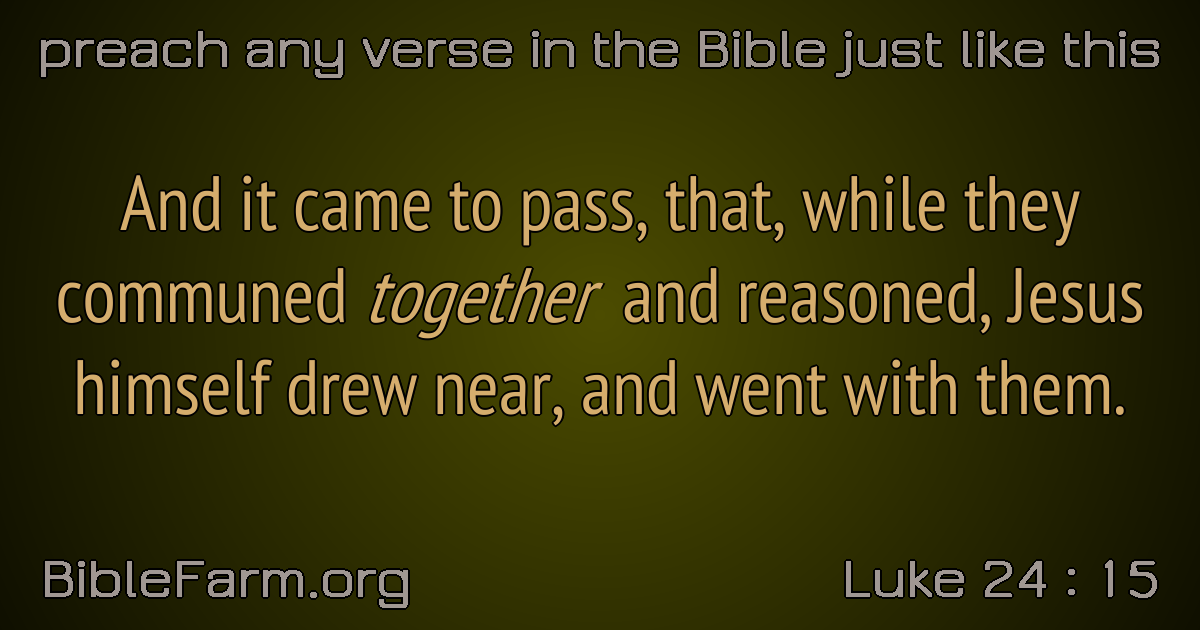 preach any verse in the Bible just like this
And it came to pass, that, while they
communed together and reasoned, Jesus
himself drew near, and went with them.
BibleFarm.org
Luke 24 : 15